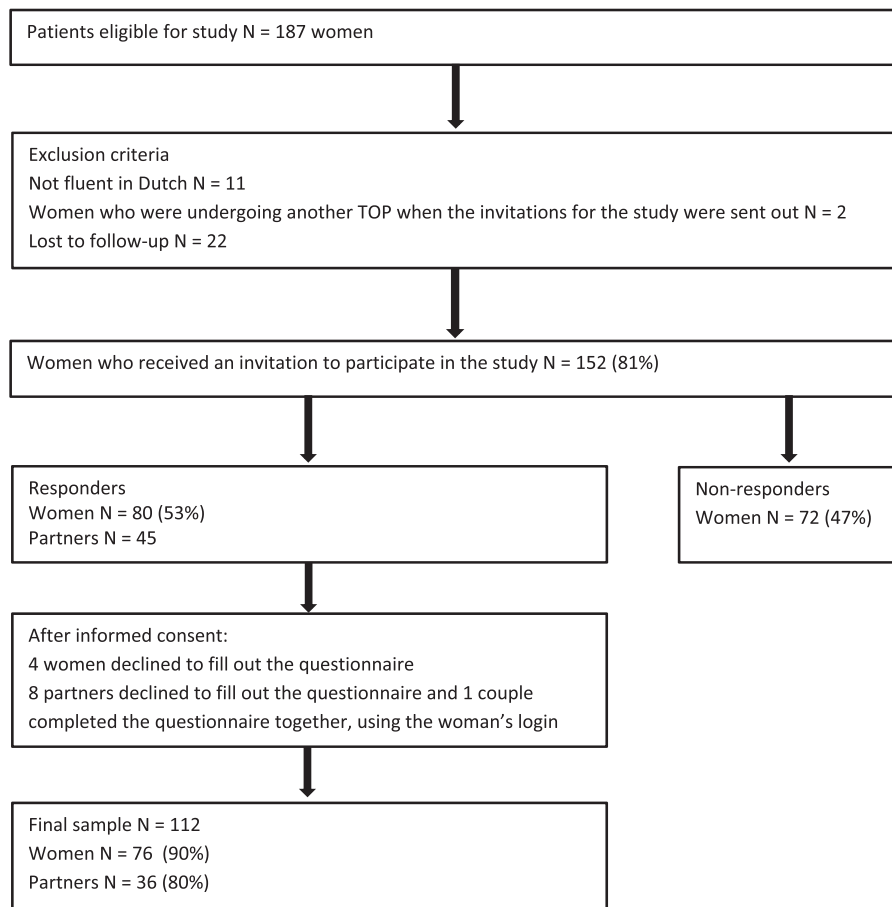 Patients eligible for study N = 187 women
Exclusion criteria
Not fluent in Dutch N = 11
Women who were undergoing another TOP when the invitations for the study were sent out N = 2
Lost to follow-up N = 22
Women who received an invitation to participate in the study N = 152 (81%)
Responders
Women N = 80 (53%)
Partners N = 45
Non-responders
Women N = 72 (47%)
After informed consent:
4 women declined to fill out the questionnaire
8 partners declined to fill out the questionnaire and 1 couple
completed the questionnaire together, using the woman’s login
Final sample N = 112
Women N = 76  (90%)
Partners N = 36 (80%)